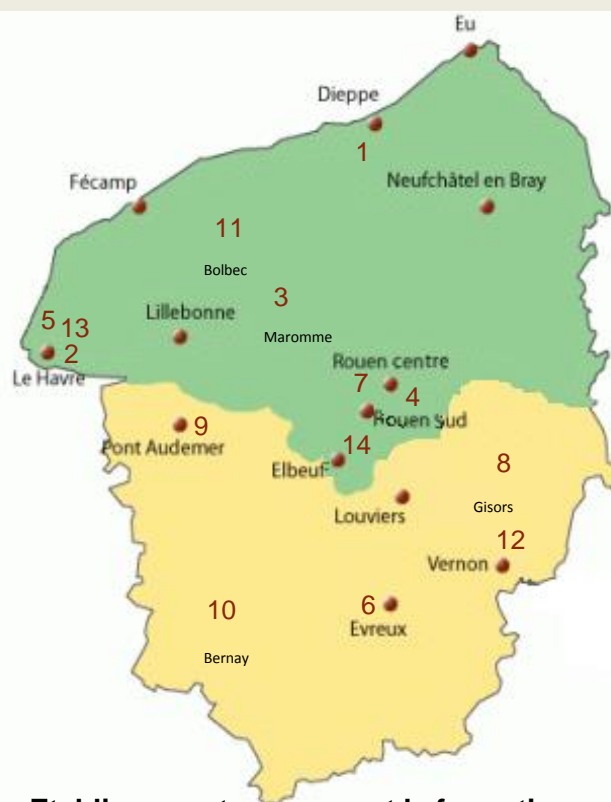 Eu
Dieppe
1
Neufchâtel en Bray
Fécamp
11
Bolbec
3
5
13
Lillebonne
Maromme
2
Le Havre
Rouen centre
7
4
Rouen Sud
9
Pont Audemer
14
Elbeuf
8
Louviers
Gisors
12
Vernon
10
6
Evreux
Bernay